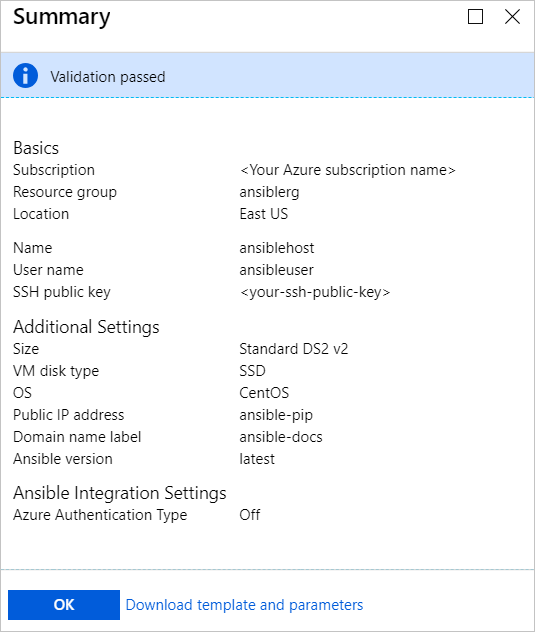 Summary
Validation passed
Basics
Subscription <Your Azure subscription name>
Resource group ansiblerg
Location East US
Name ansiblehost
User name ansibleuser
SSH public key <your-ssh-public-key>
Additional Settings
Size Standard DS2 v2
VM disk type SSD
OS CentOS
Public IP address ansible-pip
Domain name label ansible-docs
Ansible version latest
Ansible Integration Settings
Azure Authentication Type Off
OK Download template and parameters